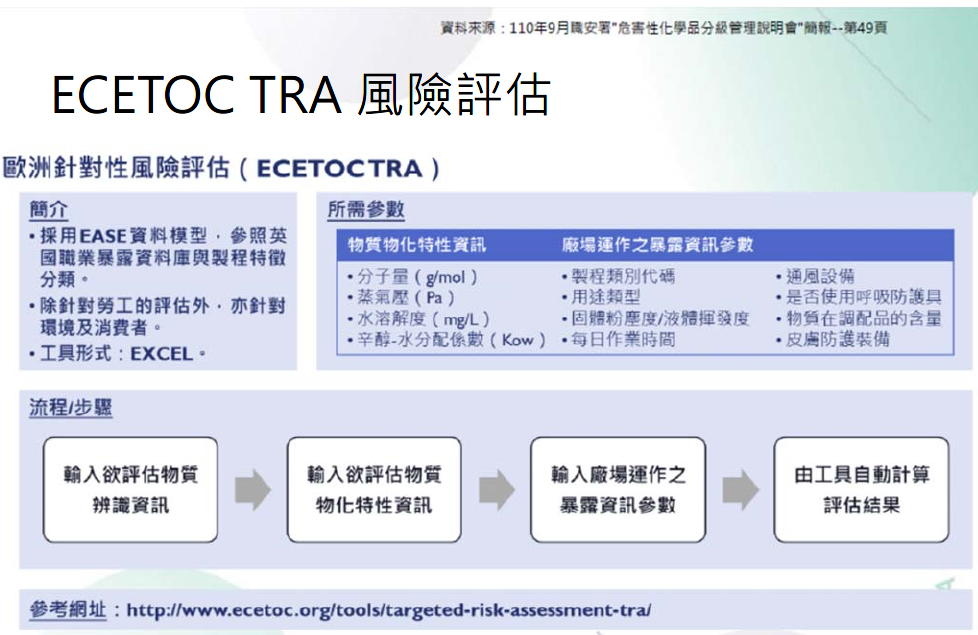 資料來源：110年9月職安署"危害性化學品分級管理說明會"簡報--第49頁
ECETOC TRA 風險評估
歐洲針對性風險評估（ECETOCTRA）
簡介
•採用EASE資料模型，參照英
國職業暴露資料庫與製程特徵
分類。
•除針對勞工的評估外，亦針對
環境及消費者。
•工具形式：EXCEL。
所需參數
物質物化特性資訊
•分子量（g/mol）
•蒸氣壓（Pa）
•水溶解度（mg/L）
•辛醇-水分配係數（Kow）
廠場運作之暴露資訊參數
•製程類別代碼
•用途類型
•固體粉塵度/液體揮發度
•每日作業時間
•通風設備
•是否使用呼吸防護具
•物質在調配品的含量
•皮膚防護裝備
流程/步驟
輸入欲評估物質
辨識資訊
輸入欲評估物質
物化特性資訊
輸入廠場運作之
暴露資訊參數
由工具自動計算
評估結果
參考網址：http://www.ecetoc.org/tools/targeted-risk-assessment-tra/